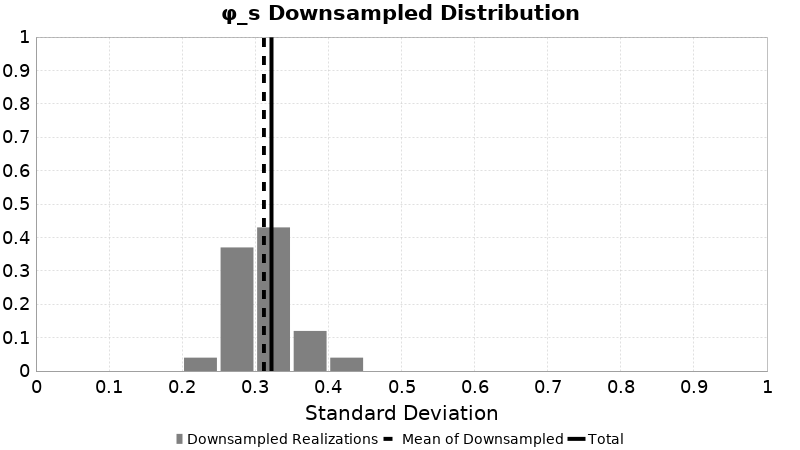 φ_s Downsampled Distribution
1
0.9
0.8
0.7
0.6
0.5
0.4
0.3
0.2
0.1
0
0 0.1 0.2 0.3 0.4 0.5 0.6 0.7 0.8 0.9 1
Standard Deviation
Downsampled Realizations Mean of Downsampled Total